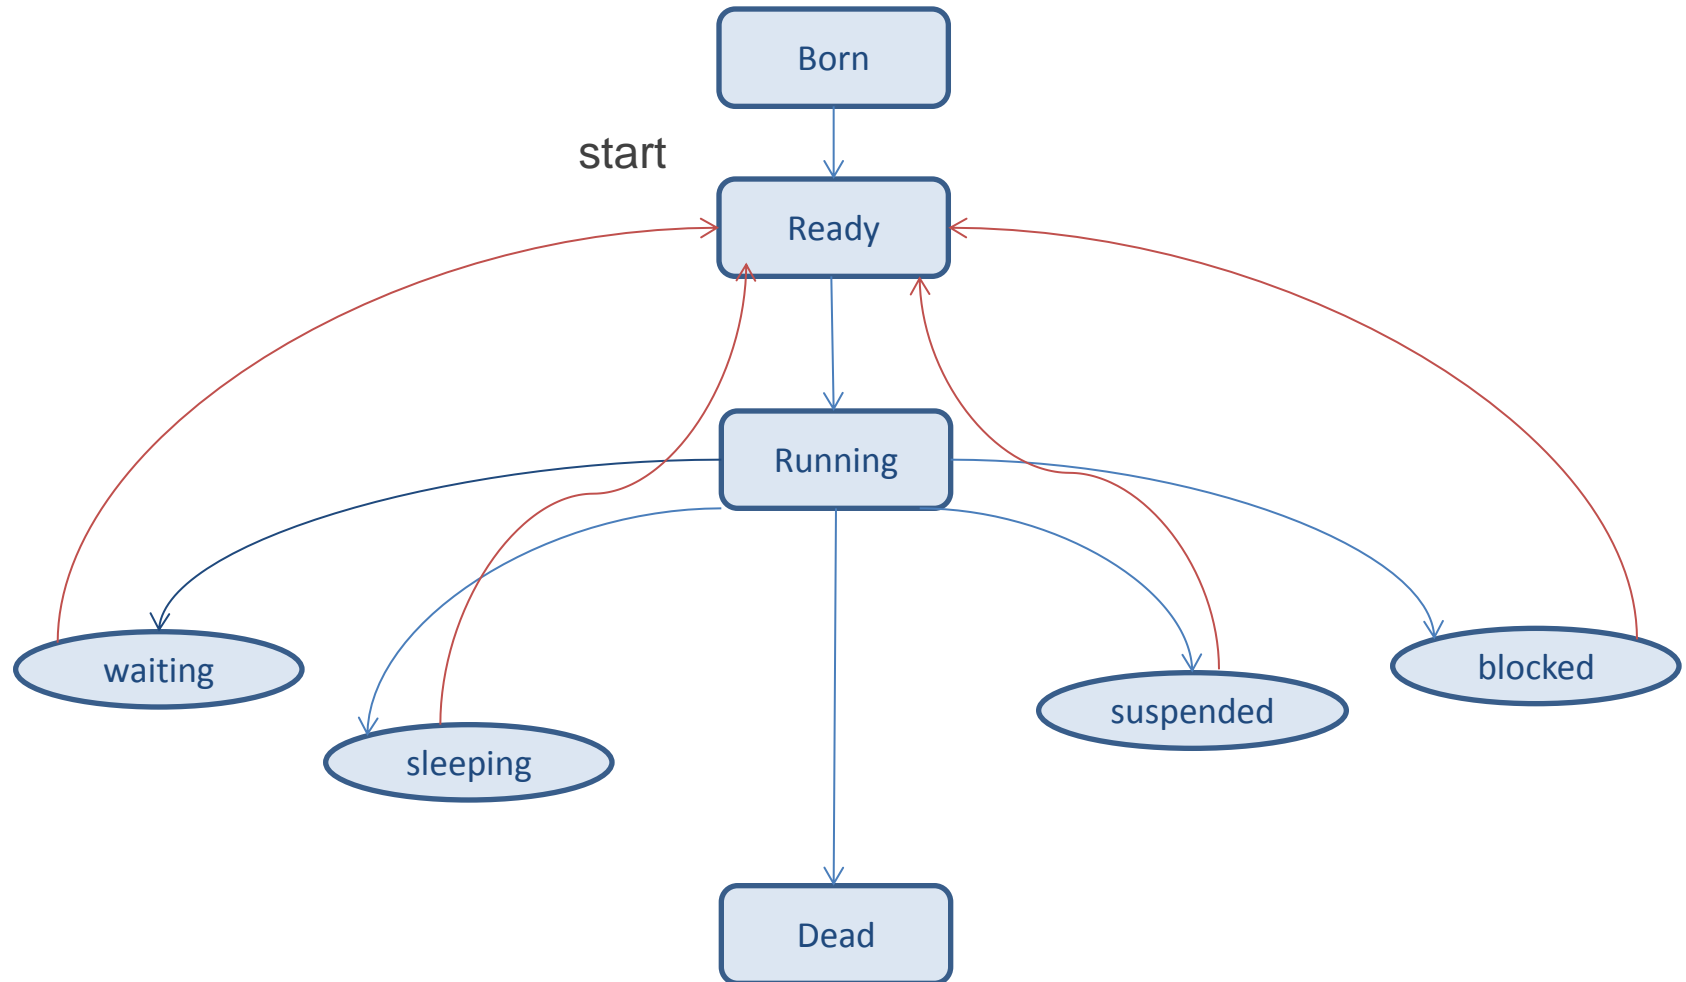 Born
start
Ready
Running
waiting
blocked
suspended
sleeping
Dead